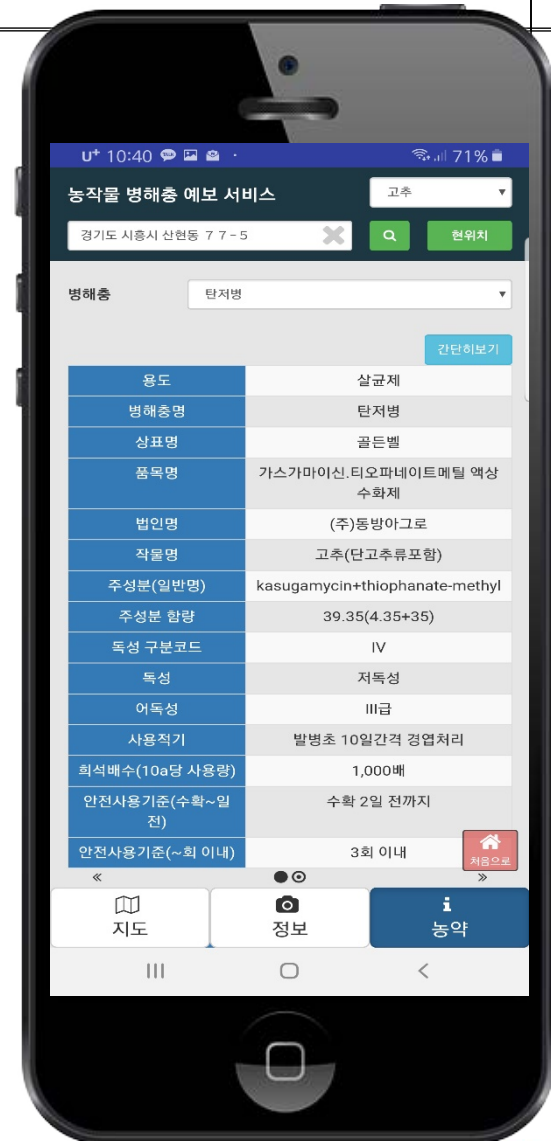 U⁺ 10:40 71%
농작물 병해충 예보 서비스 고추
경기도 시흥시 산현동 7 7 - 5 현위치
병해충 탄저병
간단히보기
용도 살균제
병해충명 탄저병
상표명 골든벨
품목명 가스가마이신.티오파네이트메틸 액상
수화제
법인명 (주)동방아그로
작물명 고추(단고추류포함)
주성분(일반명) kasugamycin+thiophanate-methyl
주성분 함량 39.35(4.35+35)
독성 구분코드 IV
독성 저독성
어독성 III급
사용적기 발병초 10일간격 경엽처리
희석배수(10a당 사용량) 1,000배
안전사용기준(수확~일 수확 2일 전까지
전)
안전사용기준(~회 이내) 3회 이내
처음으로
« »
지도 정보 농약